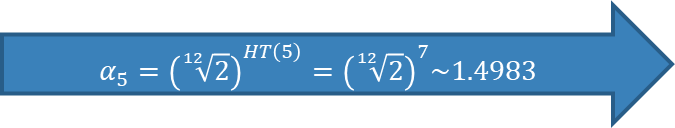 α₅ = (¹²√2)^{HT(5)} = (¹²√2)^7 ~1.4983